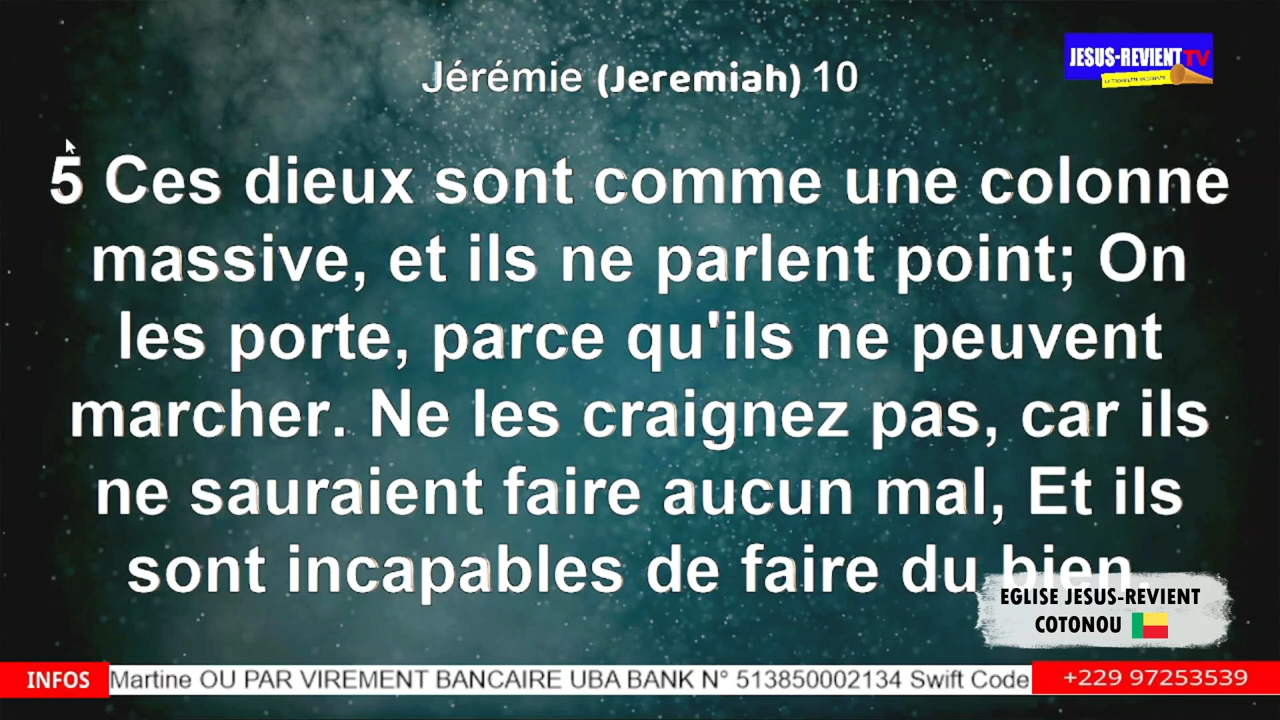 Jérémie (Jeremiah) 10
JESUS-REVIENT TV
5 Ces dieux sont comme une colonne
massive, et ils ne parlent point; On
les porte, parce qu'ils ne peuvent
marcher. Ne les craignez pas, car ils
ne sauraient faire aucun mal, Et ils
sont incapables de faire du bien.
EGLISE JESUS-REVIENT
COTONOU
INFOS
Martine OU PAR VIREMENT BANCAIRE UBA BANK N° 513850002134 Swift Code
+229 97253539